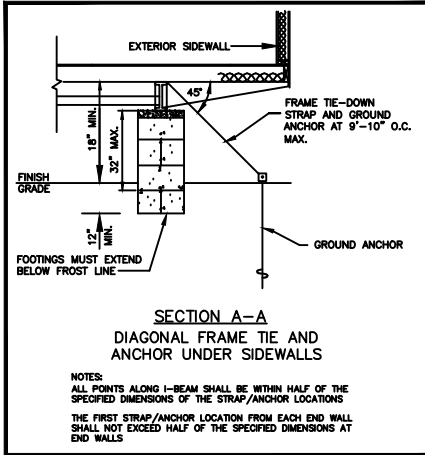 EXTERIOR SIDEWALL
45°
FRAME TIE-DOWN
STRAP AND GROUND
ANCHOR AT 9'-10" O.C.
MAX.
18" MIN.
32" MAX.
FINISH
GRADE
12"
MIN.
GROUND ANCHOR
FOOTINGS MUST EXTEND
BELOW FROST LINE
SECTION A-A
DIAGONAL FRAME TIE AND
ANCHOR UNDER SIDEWALLS
NOTES:
ALL POINTS ALONG I-BEAM SHALL BE WITHIN HALF OF THE
SPECIFIED DIMENSIONS OF THE STRAP/ANCHOR LOCATIONS
THE FIRST STRAP/ANCHOR LOCATION FROM EACH END WALL
SHALL NOT EXCEED HALF OF THE SPECIFIED DIMENSIONS AT
END WALLS